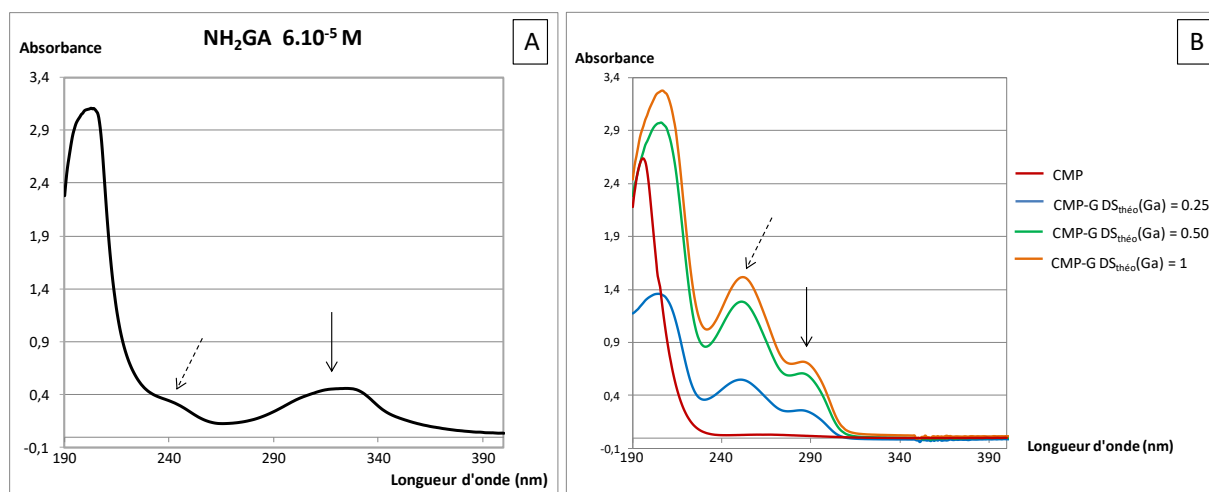 NH₂GA 6.10⁻⁵ M
A
Absorbance
3,4
2,9
2,4
1,9
1,4
0,9
0,4
-0,1
190 240 290 340 390
Longueur d'onde (nm)
B
Absorbance
3,4
2,9
2,4
1,9
1,4
0,9
0,4
-0,1
190 240 290 340 390
Longueur d'onde (nm)
CMP
CMP-G DSthéo(Ga) = 0.25
CMP-G DSthéo(Ga) = 0.50
CMP-G DSthéo(Ga) = 1